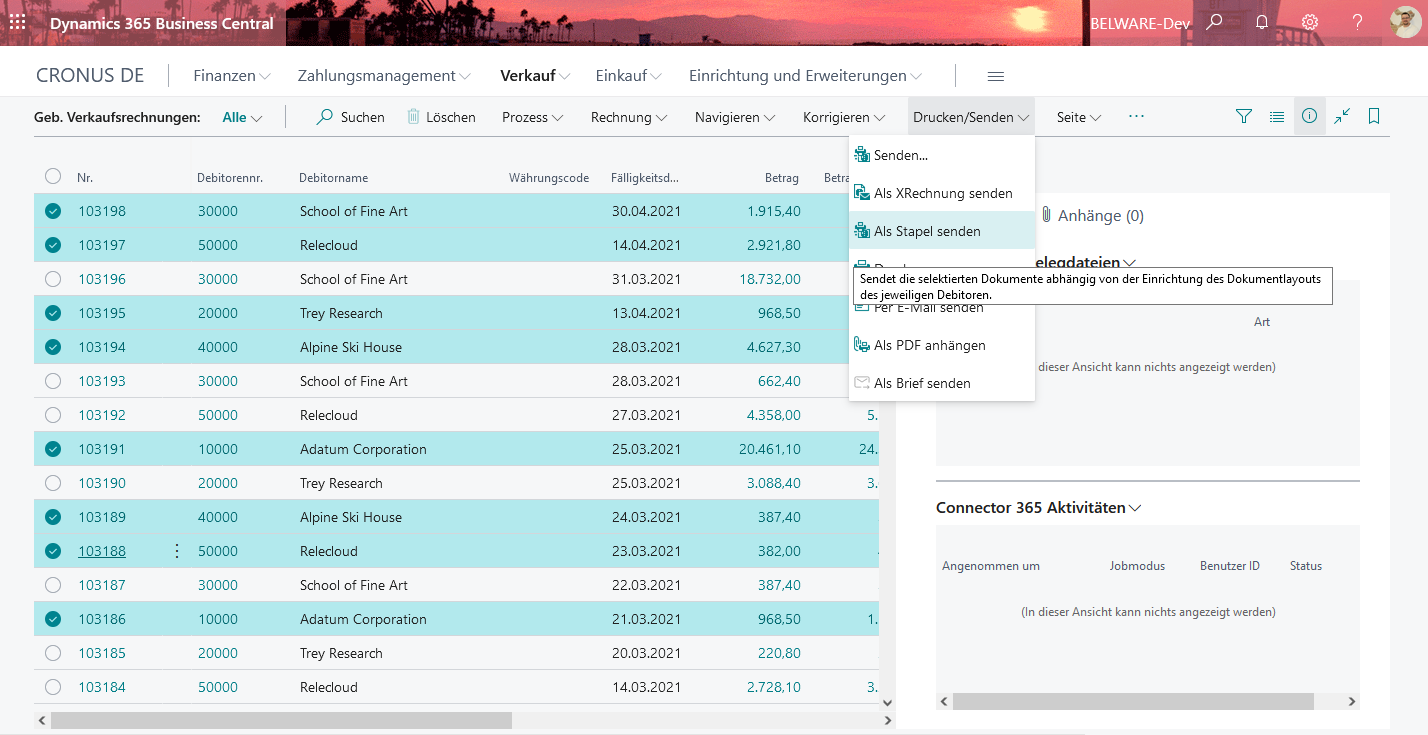 Dynamics 365 Business Central
BELWARE-Dev
?
CRONUS DE
Finanzen Zahlungsmanagement Verkauf Einkauf Einrichtung und Erweiterungen
Geb. Verkaufsrechnungen: Alle Suchen Löschen Prozess Rechnung Navigieren Korrigieren Drucken/Senden Seite ...
Nr. Debitorennr. Debitorname Währungscode Fälligkeitsd... Betrag
103198 30000 School of Fine Art 30.04.2021 1.915,40
103197 50000 Relecloud 14.04.2021 2.921,80
103196 30000 School of Fine Art 31.03.2021 18.732,00
103195 20000 Trey Research 13.04.2021 968,50
103194 40000 Alpine Ski House 28.03.2021 4.627,30
103193 30000 School of Fine Art 28.03.2021 662,40
103192 50000 Relecloud 27.03.2021 4.358,00 5.
103191 10000 Adatum Corporation 25.03.2021 20.461,10 24.
103190 20000 Trey Research 25.03.2021 3.088,40 3.
103189 40000 Alpine Ski House 24.03.2021 387,40
103188 50000 Relecloud 23.03.2021 382,00
103187 30000 School of Fine Art 22.03.2021 387,40
103186 10000 Adatum Corporation 21.03.2021 968,50 1.
103185 20000 Trey Research 20.03.2021 220,80
103184 50000 Relecloud 14.03.2021 2.728,10 3.
Senden...
Als XRechnung senden
Als Stapel senden
Sendet die selektierten Dokumente abhängig von der Einrichtung des Dokumentlayouts
des jeweiligen Debitoren.
Per E-Mail senden
Als PDF anhängen
Als Brief senden
Anhänge (0)
elegdateien
Art
dieser Ansicht kann nichts angezeigt werden)
Connector 365 Aktivitäten
Angenommen um Jobmodus Benutzer ID Status
(In dieser Ansicht kann nichts angezeigt werden)